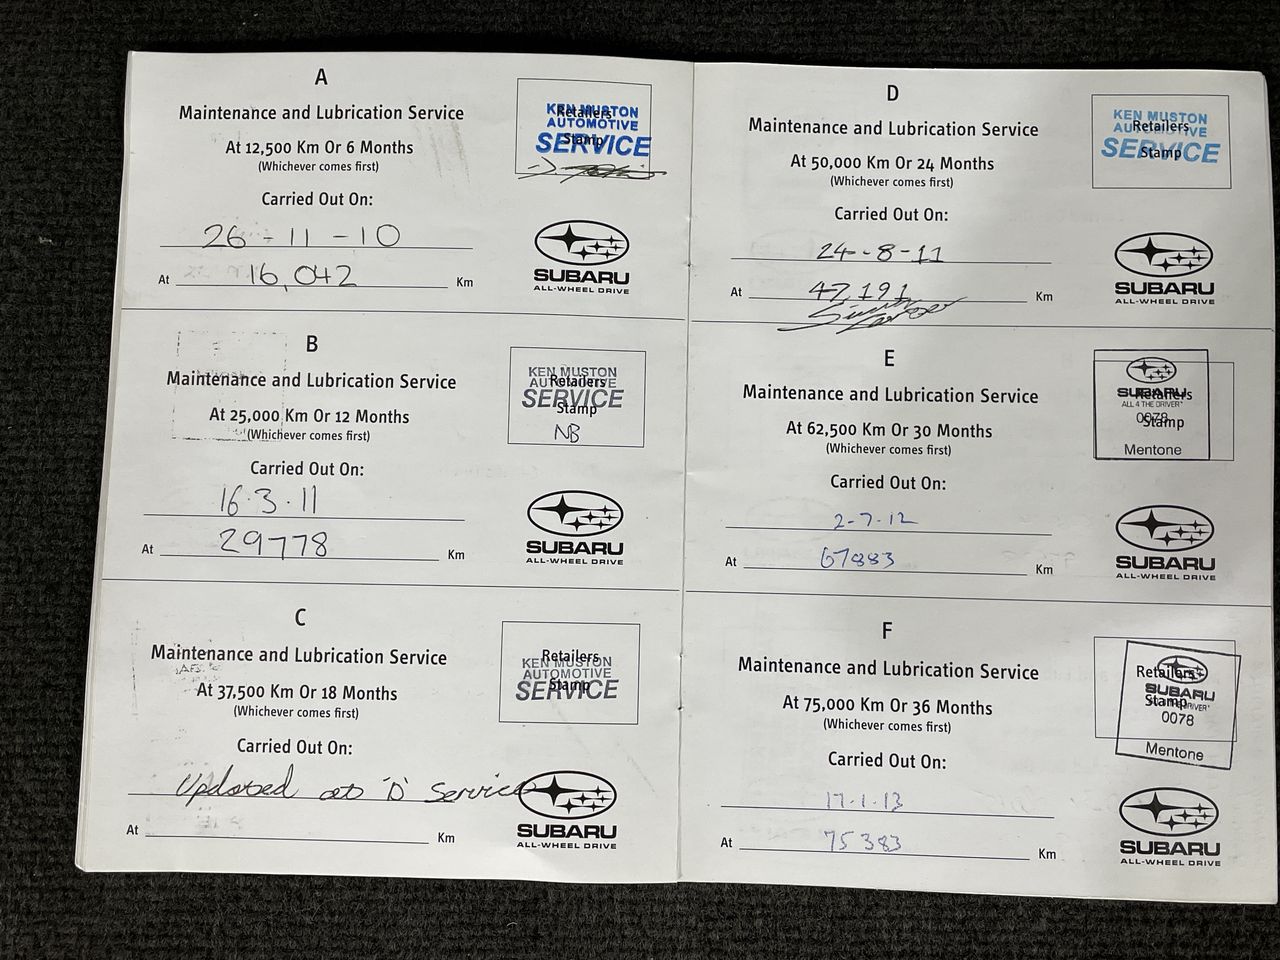 A
Maintenance and Lubrication Service
At 12,500 Km Or 6 Months
(Whichever comes first)
Carried Out On:
26-11-10
At 16,042 Km
Retailers
Stamp
KEN MUSTON
AUTOMOTIVE
SERVICE
SUBARU
ALL-WHEEL DRIVE
B
Maintenance and Lubrication Service
At 25,000 Km Or 12 Months
(Whichever comes first)
Carried Out On:
16.3.11
At 29778 Km
Retailers
Stamp
KEN MUSTON
AUTOMOTIVE
SERVICE
NB
SUBARU
ALL-WHEEL DRIVE
C
Maintenance and Lubrication Service
At 37,500 Km Or 18 Months
(Whichever comes first)
Carried Out On:
Updated at 'D' Service
At Km
Retailers
Stamp
KEN MUSTON
AUTOMOTIVE
SERVICE
SUBARU
ALL-WHEEL DRIVE
D
Maintenance and Lubrication Service
At 50,000 Km Or 24 Months
(Whichever comes first)
Carried Out On:
24-8-11
At 47,191 Km
Retailers
Stamp
KEN MUSTON
AUTOMOTIVE
SERVICE
SUBARU
ALL-WHEEL DRIVE
E
Maintenance and Lubrication Service
At 62,500 Km Or 30 Months
(Whichever comes first)
Carried Out On:
2-7-12
At 67883 Km
Retailers
Stamp
SUBARU
ALL 4 THE DRIVER
0078
Mentone
SUBARU
ALL-WHEEL DRIVE
F
Maintenance and Lubrication Service
At 75,000 Km Or 36 Months
(Whichever comes first)
Carried Out On:
17.1.13
At 75383 Km
Retailers
Stamp
SUBARU
0078
Mentone
SUBARU
ALL-WHEEL DRIVE